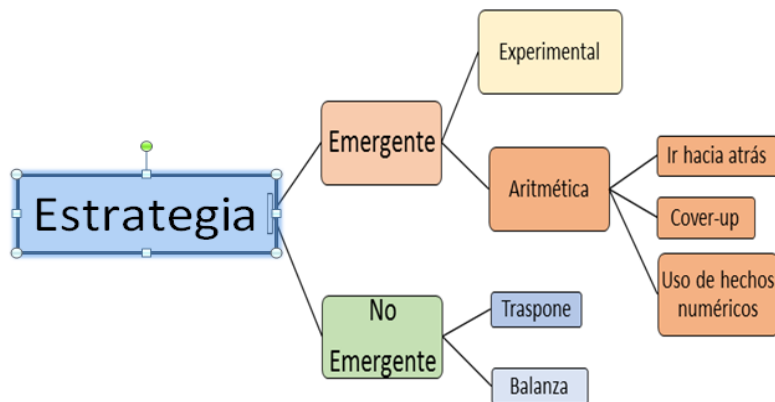 Estrategia
Emergente
Experimental
Aritmética
Ir hacia atrás
Cover-up
Uso de hechos
numéricos
No
Emergente
Traspone
Balanza